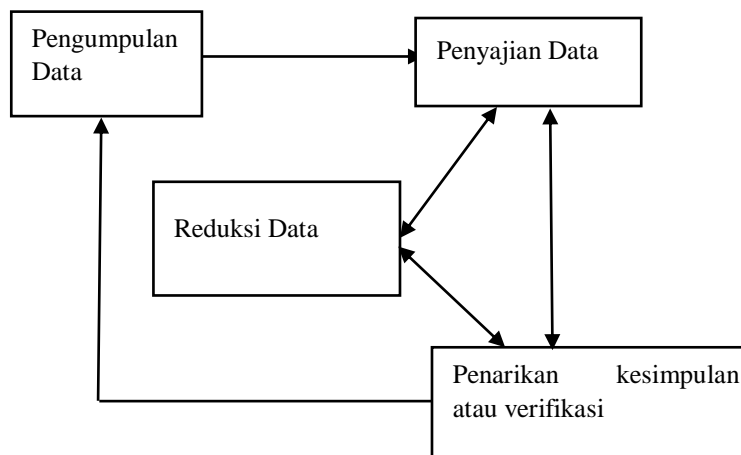 Pengumpulan
Data
Penyajian Data
Reduksi Data
Penarikan kesimpulan
atau verifikasi